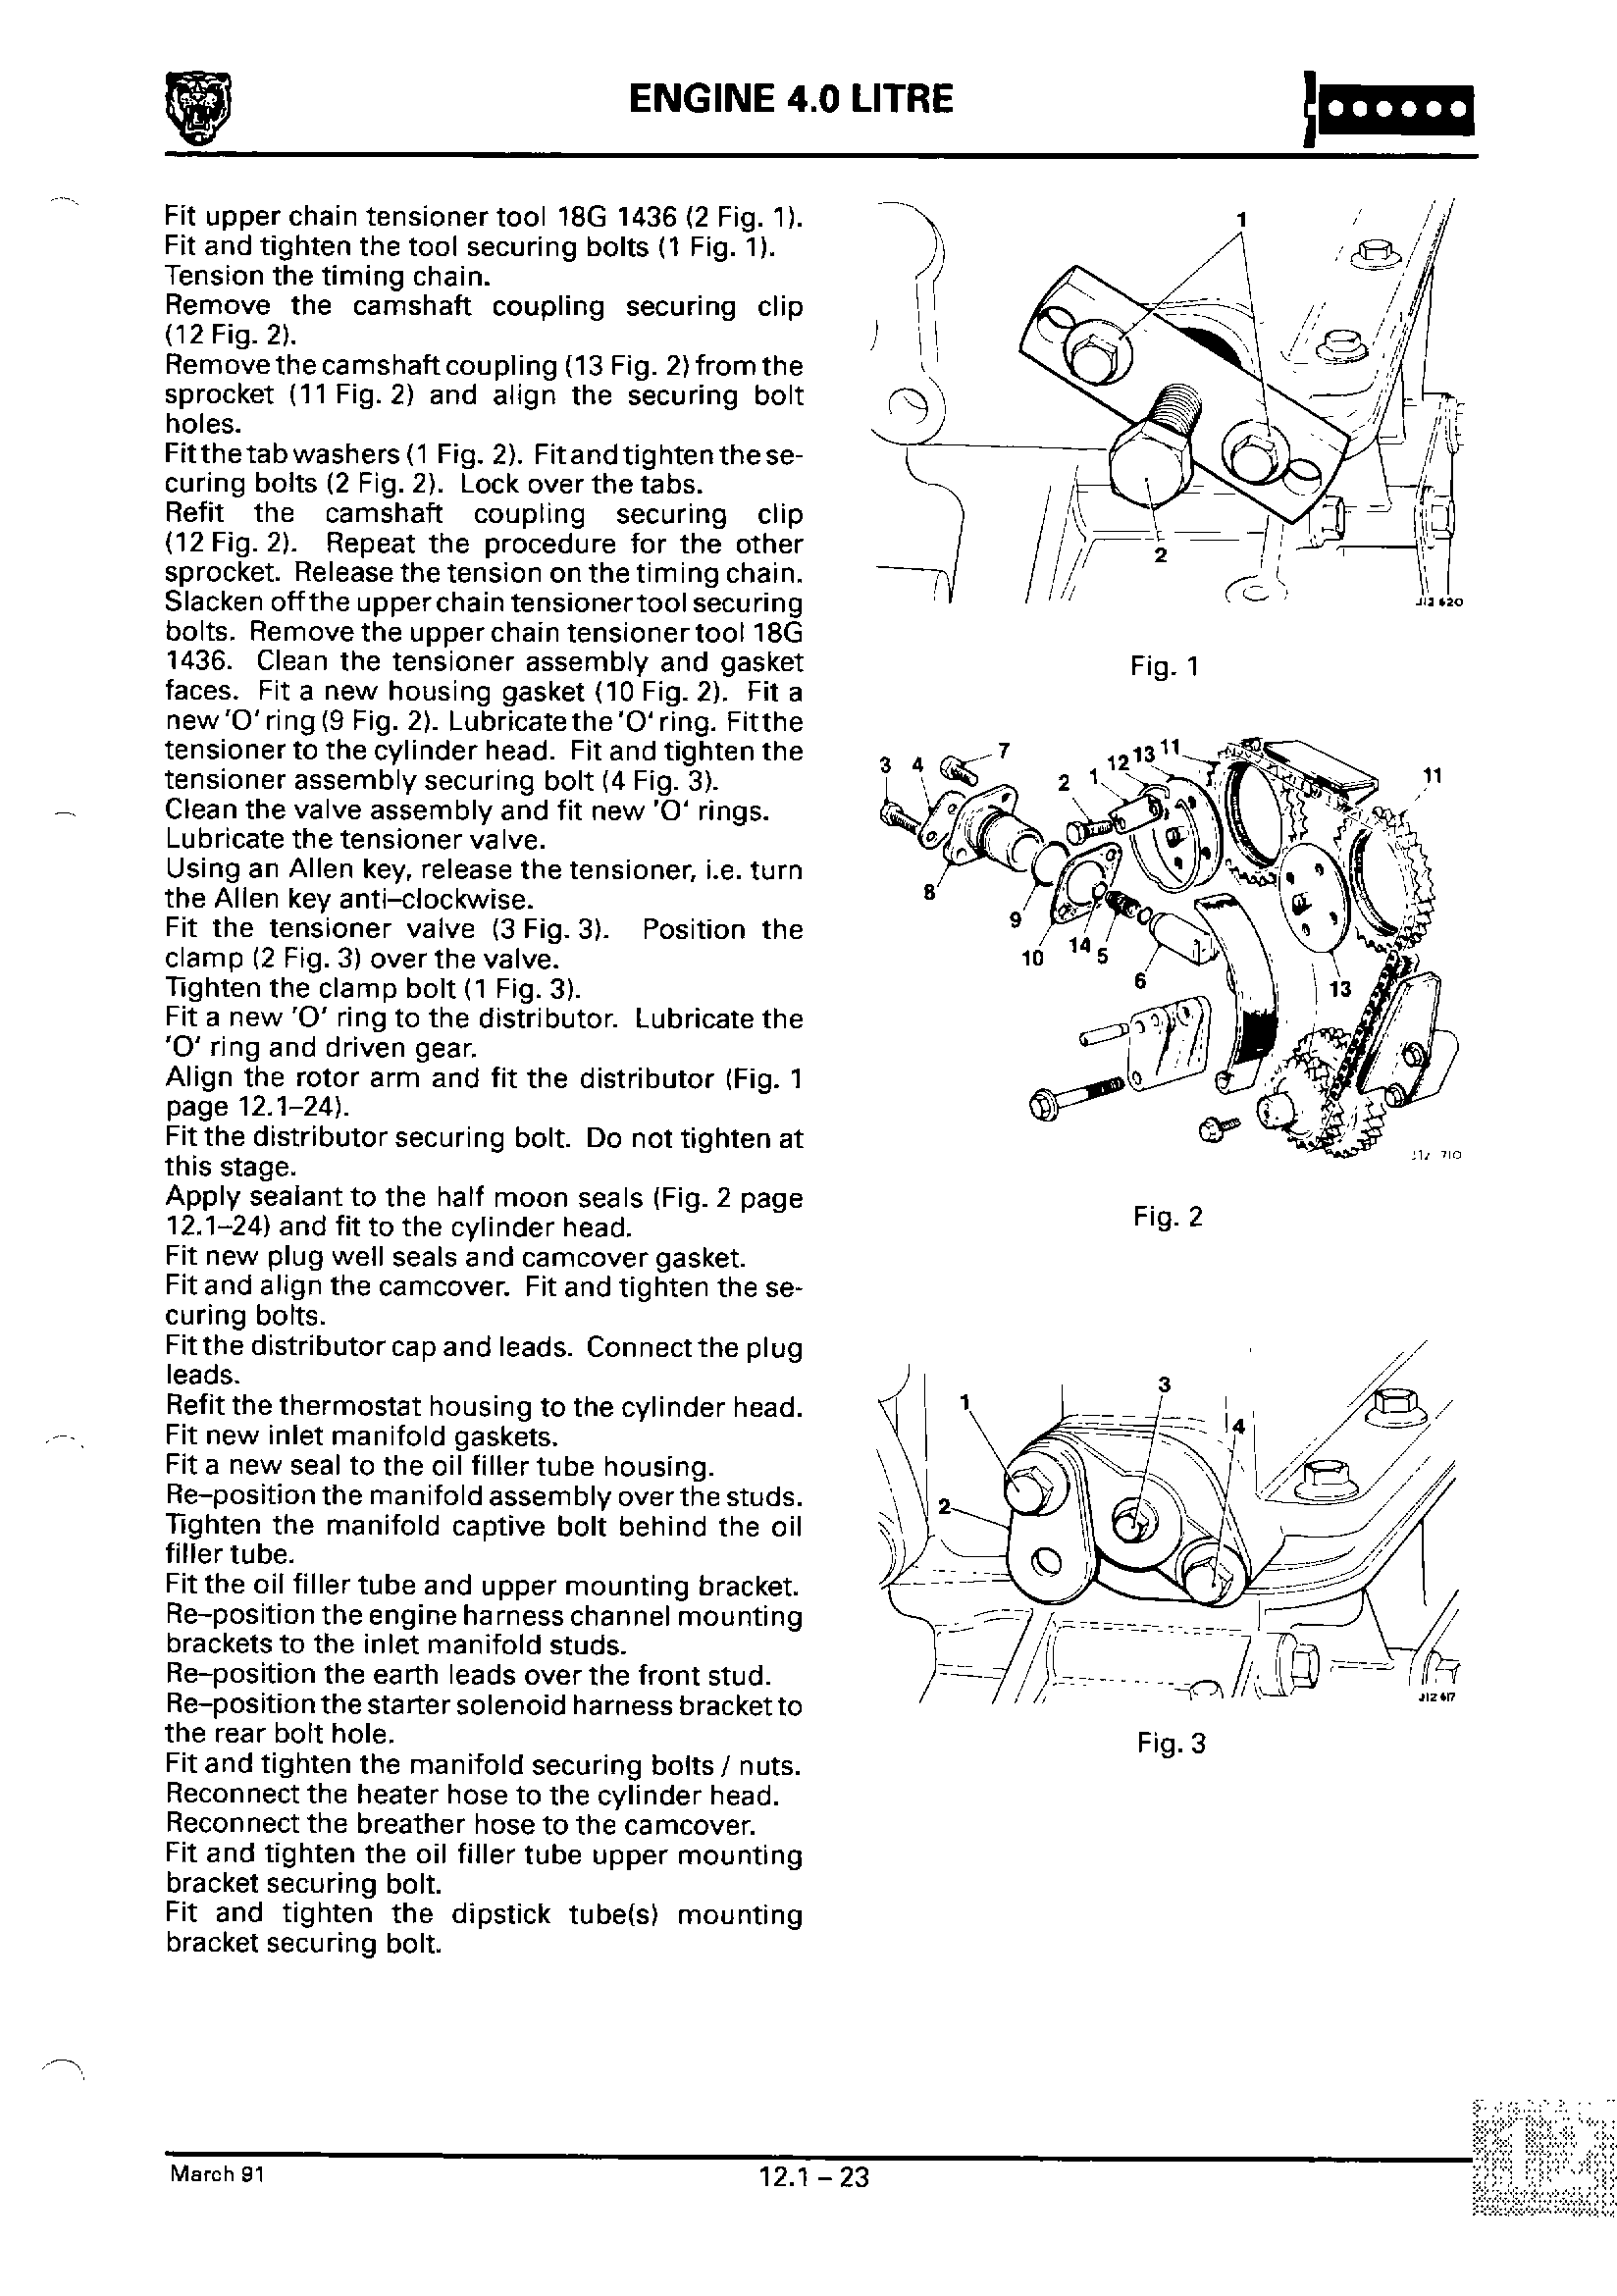 ENGINE 4.0 LITRE
Fit upper chain tensioner tool 18G 1436 (2 Fig. 1).
Fit and tighten the tool securing bolts (1 Fig. 1).
Tension the timing chain.
Remove the camshaft coupling securing clip
(12 Fig. 2).
Remove the camshaft coupling (13 Fig. 2) from the
sprocket (11 Fig. 2) and align the securing bolt
holes.
Fit the tab washers (1 Fig. 2). Fit and tighten the se-
curing bolts (2 Fig. 2). Lock over the tabs.
Refit the camshaft coupling securing clip
(12 Fig. 2). Repeat the procedure for the other
sprocket. Release the tension on the timing chain.
Slacken off the upper chain tensioner tool securing
bolts. Remove the upper chain tensioner tool 18G
1436. Clean the tensioner assembly and gasket
faces. Fit a new housing gasket (10 Fig. 2). Fit a
new 'O' ring (9 Fig. 2). Lubricate the 'O' ring. Fit the
tensioner to the cylinder head. Fit and tighten the
tensioner assembly securing bolt (4 Fig. 3).
Clean the valve assembly and fit new 'O' rings.
Lubricate the tensioner valve.
Using an Allen key, release the tensioner, i.e. turn
the Allen key anti-clockwise.
Fit the tensioner valve (3 Fig. 3). Position the
clamp (2 Fig. 3) over the valve.
Tighten the clamp bolt (1 Fig. 3).
Fit a new 'O' ring to the distributor. Lubricate the
'O' ring and driven gear.
Align the rotor arm and fit the distributor (Fig. 1
page 12.1-24).
Fit the distributor securing bolt. Do not tighten at
this stage.
Apply sealant to the half moon seals (Fig. 2 page
12.1-24) and fit to the cylinder head.
Fit new plug well seals and camcover gasket.
Fit and align the camcover. Fit and tighten the se-
curing bolts.
Fit the distributor cap and leads. Connect the plug
leads.
Refit the thermostat housing to the cylinder head.
Fit new inlet manifold gaskets.
Fit a new seal to the oil filler tube housing.
Re-position the manifold assembly over the studs.
Tighten the manifold captive bolt behind the oil
filler tube.
Fit the oil filler tube and upper mounting bracket.
Re-position the engine harness channel mounting
brackets to the inlet manifold studs.
Re-position the earth leads over the front stud.
Re-position the starter solenoid harness bracket to
the rear bolt hole.
Fit and tighten the manifold securing bolts / nuts.
Reconnect the heater hose to the cylinder head.
Reconnect the breather hose to the camcover.
Fit and tighten the oil filler tube upper mounting
bracket securing bolt.
Fit and tighten the dipstick tube(s) mounting
bracket securing bolt.
1
2
J12 620
Fig. 1
3 4 7 2 1 12 13 11 11
8 9 10 14 5 6 13
J12 710
Fig. 2
1 3 4
2
J12 617
Fig. 3
March 91
12.1 – 23